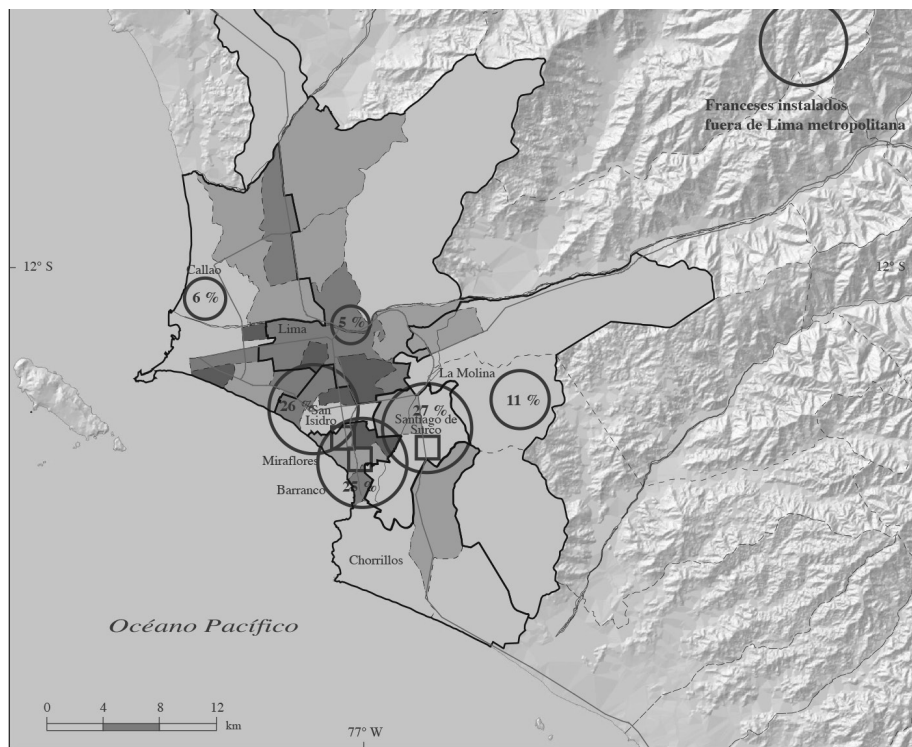 Franceses instalados
fuera de Lima metropolitana
12° S
12° S
Callao
6 %
Lima
5 %
La Molina
11 %
26 %
San
Isidro
27 %
Santiago de
Surco
Miraflores
25 %
Barranco
Chorrillos
Océano Pacífico
0 4 8 12
km
77° W